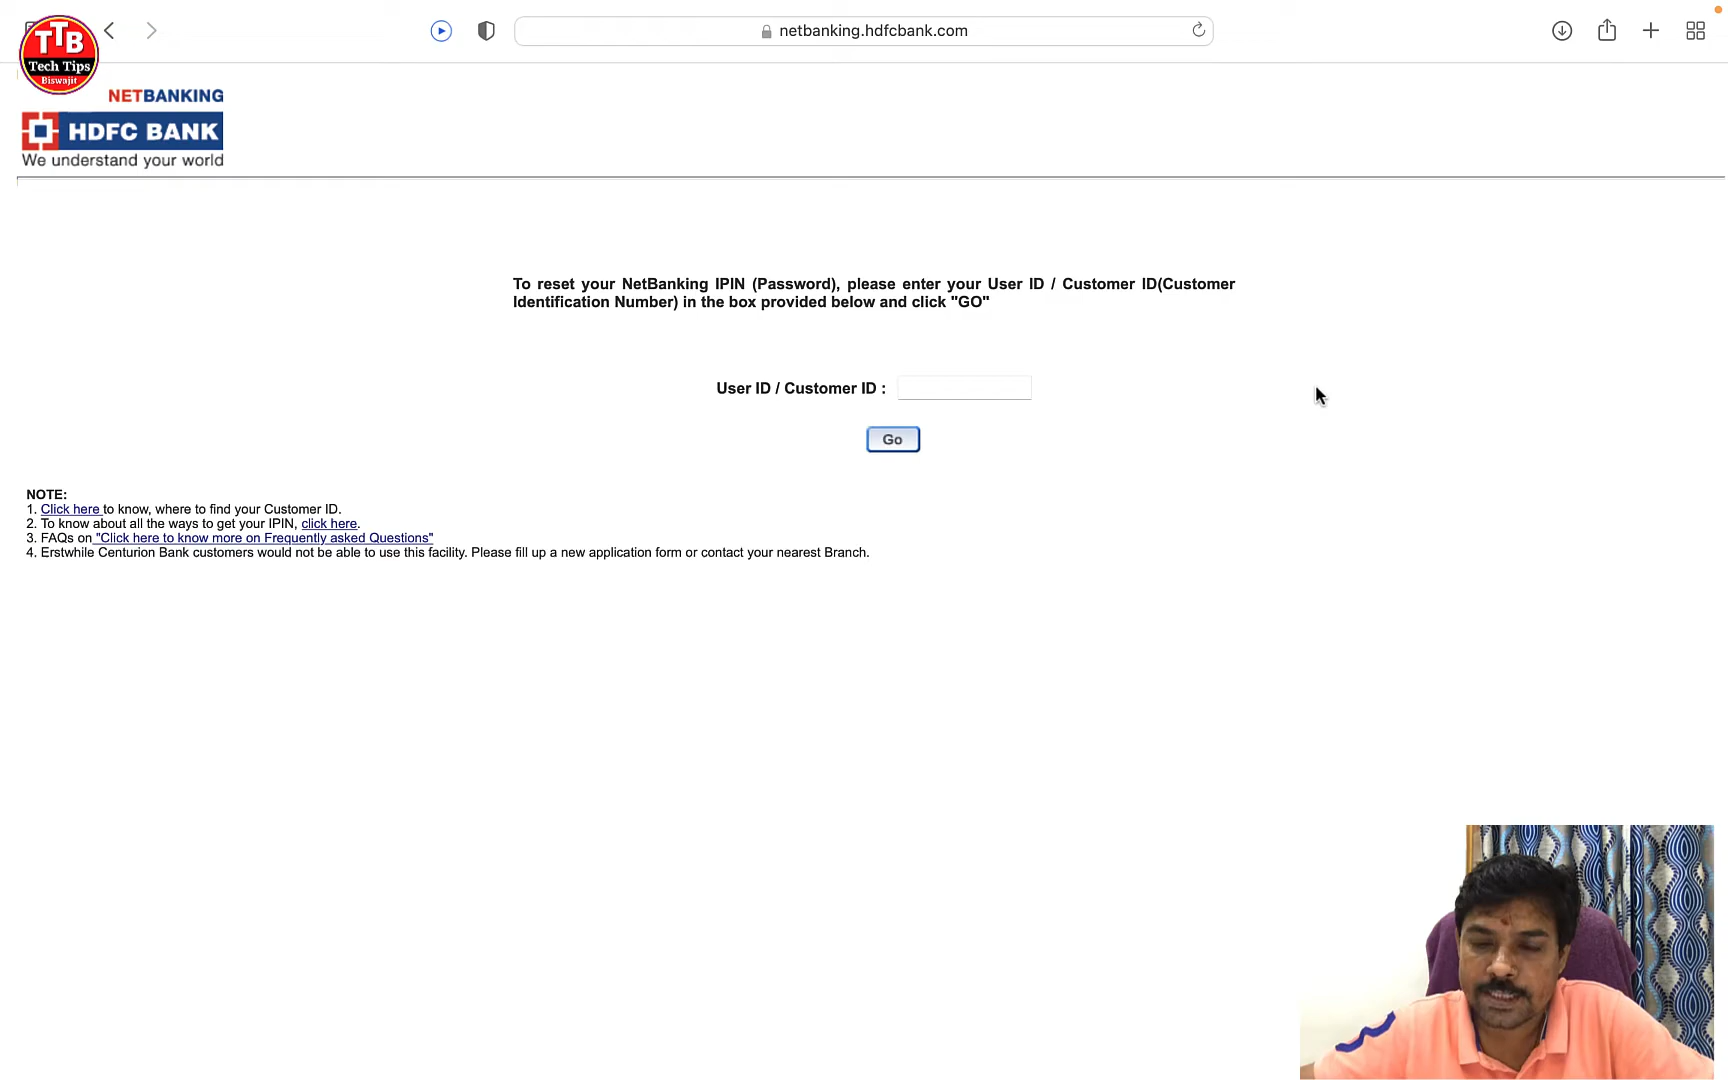 TTB
Tech Tips
Biswajit
netbanking.hdfcbank.com
NETBANKING
HDFC BANK
We understand your world
To reset your NetBanking IPIN (Password), please enter your User ID / Customer ID(Customer
Identification Number) in the box provided below and click "GO"
User ID / Customer ID :
Go
NOTE:
1. Click here to know, where to find your Customer ID.
2. To know about all the ways to get your IPIN, click here.
3. FAQs on "Click here to know more on Frequently asked Questions"
4. Erstwhile Centurion Bank customers would not be able to use this facility. Please fill up a new application form or contact your nearest Branch.